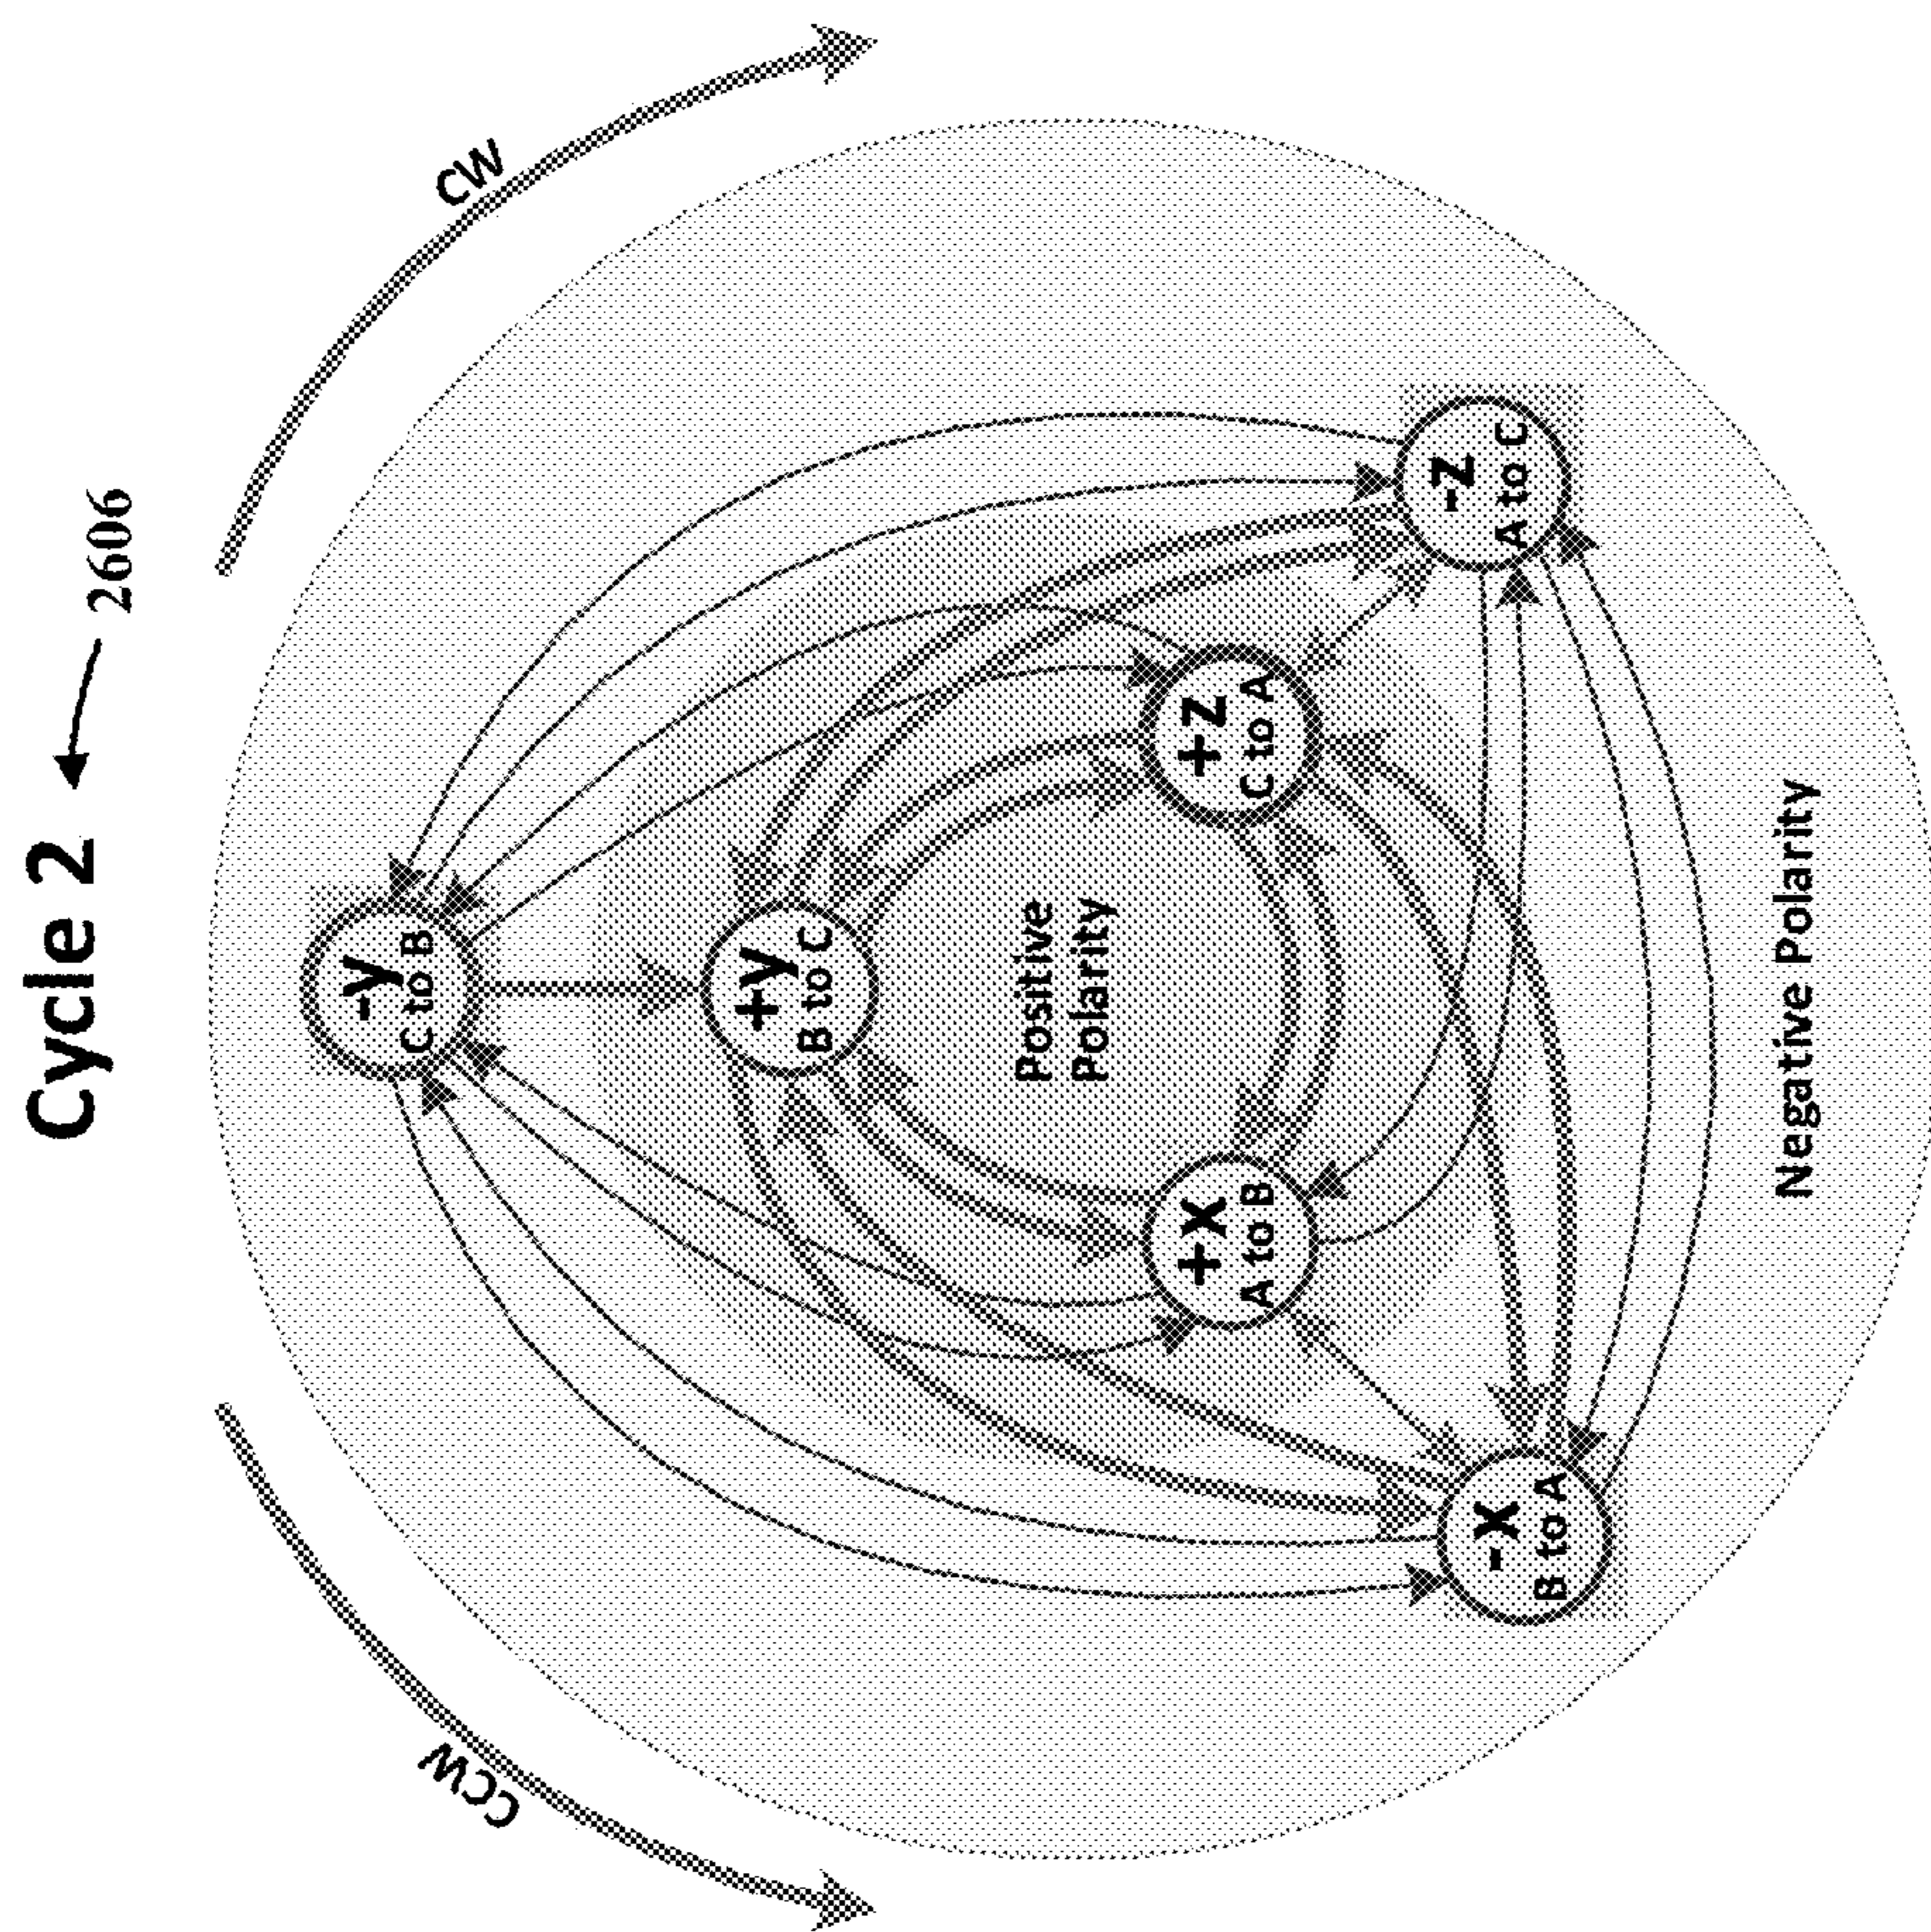 Cycle 2
2606
CCW
CW
-y
C to B
+y
B to C
Positive
Polarity
+x
A to B
+z
C to A
-x
B to A
-z
A to C
Negative Polarity